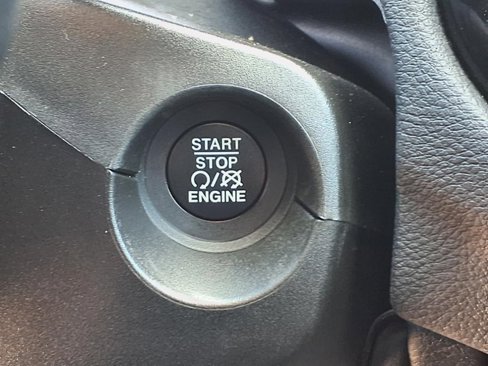 START
STOP
/
ENGINE